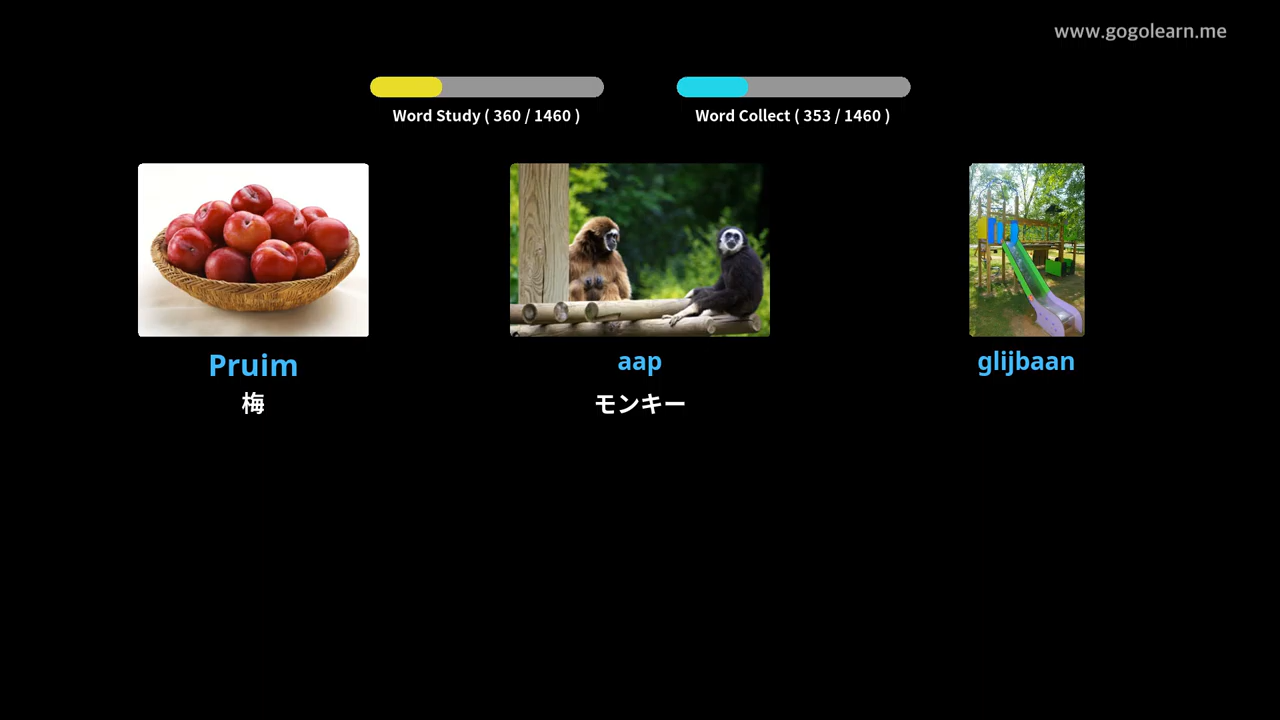 www.gogolearn.me
Word Study ( 360 / 1460 )
Word Collect ( 353 / 1460 )
Pruim
aap
glijbaan
梅
モンキー